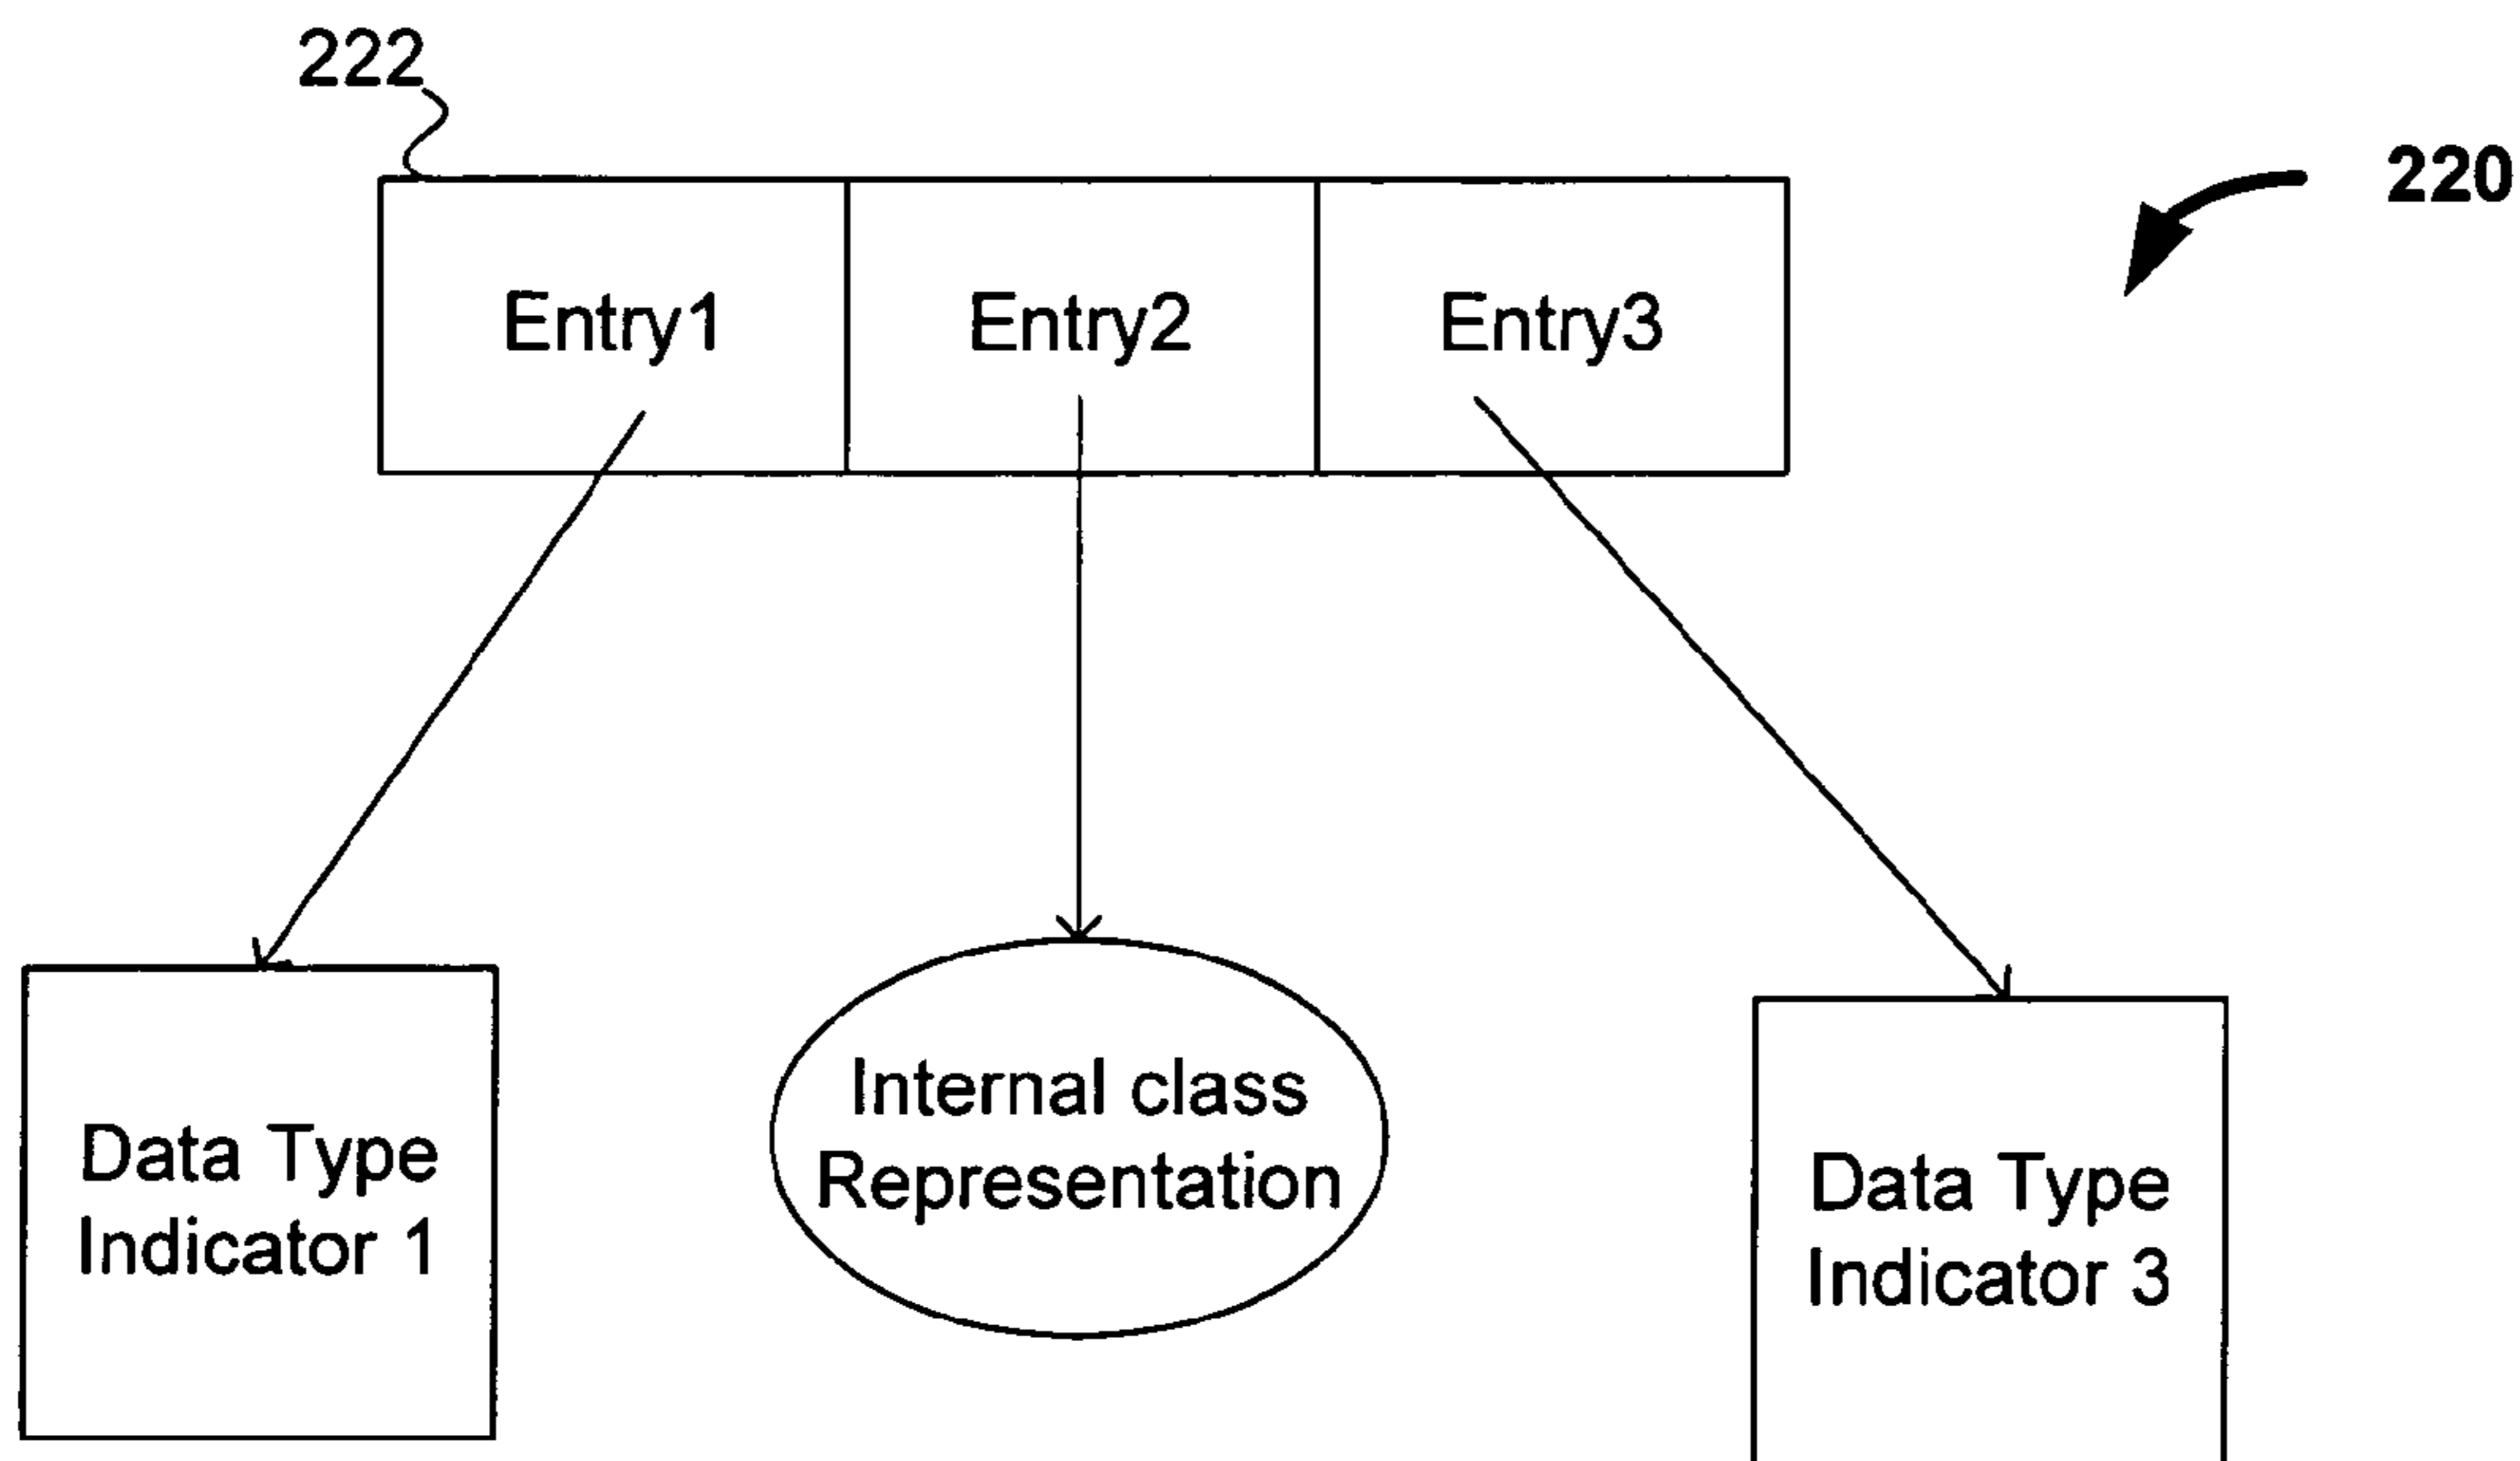 222
220
Entry1
Entry2
Entry3
Internal class
Representation
Data Type
Indicator 1
Data Type
Indicator 3